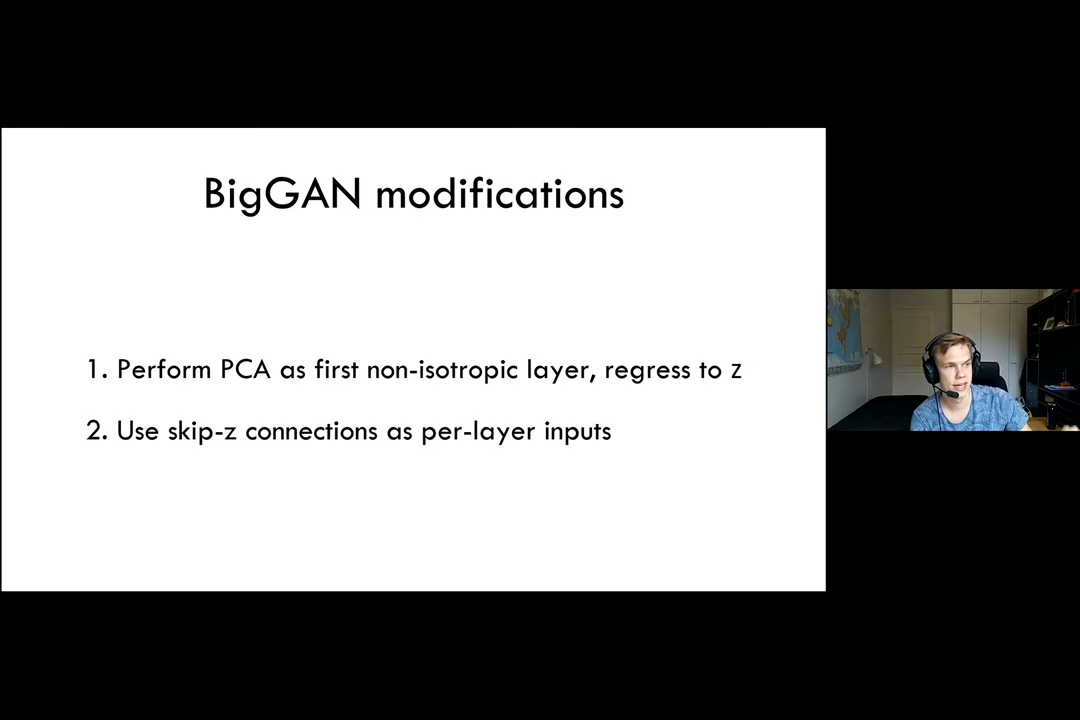 BigGAN modifications
1. Perform PCA as first non-isotropic layer, regress to z
2. Use skip-z connections as per-layer inputs